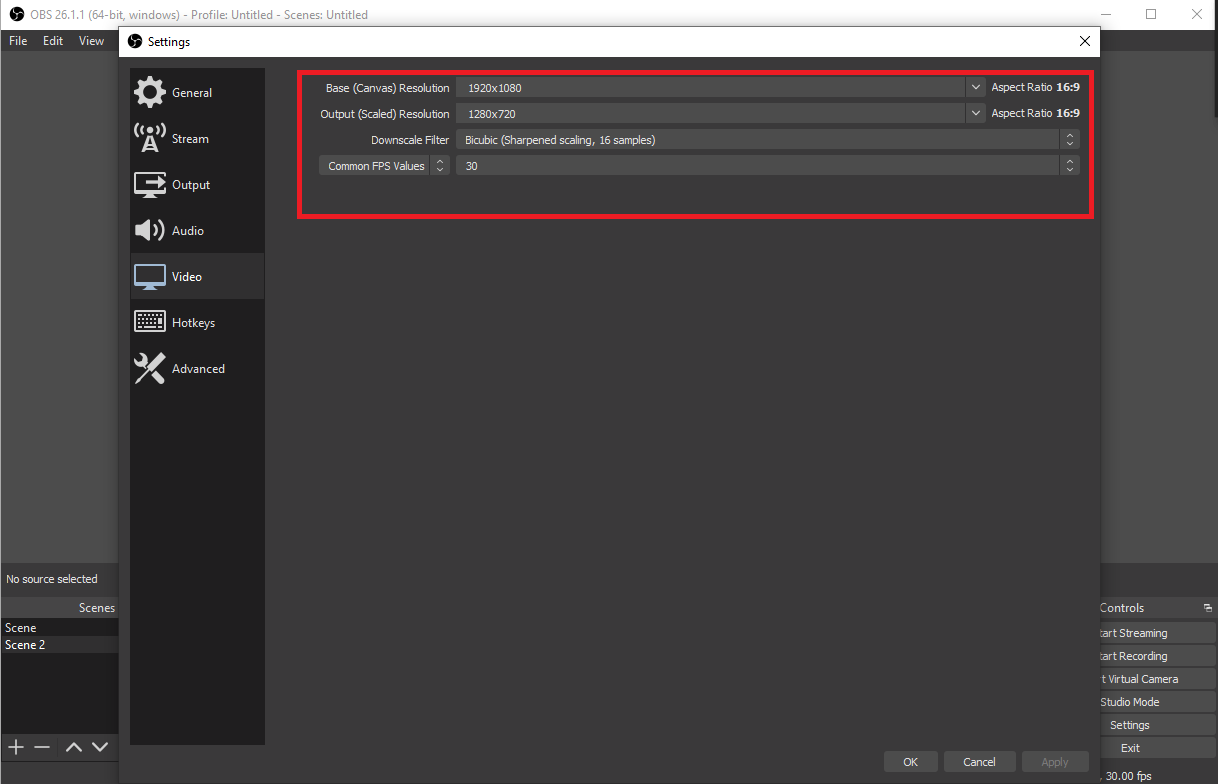 OBS 26.1.1 (64-bit, windows) - Profile: Untitled - Scenes: Untitled
File Edit View
Settings
General
Stream
Output
Audio
Video
Hotkeys
Advanced
Base (Canvas) Resolution 1920x1080 Aspect Ratio 16:9
Output (Scaled) Resolution 1280x720 Aspect Ratio 16:9
Downscale Filter Bicubic (Sharpened scaling, 16 samples)
Common FPS Values 30
No source selected
Scenes
Scene
Scene 2
Controls
tart Streaming
tart Recording
t Virtual Camera
Studio Mode
Settings
Exit
OK Cancel Apply
30.00 fps